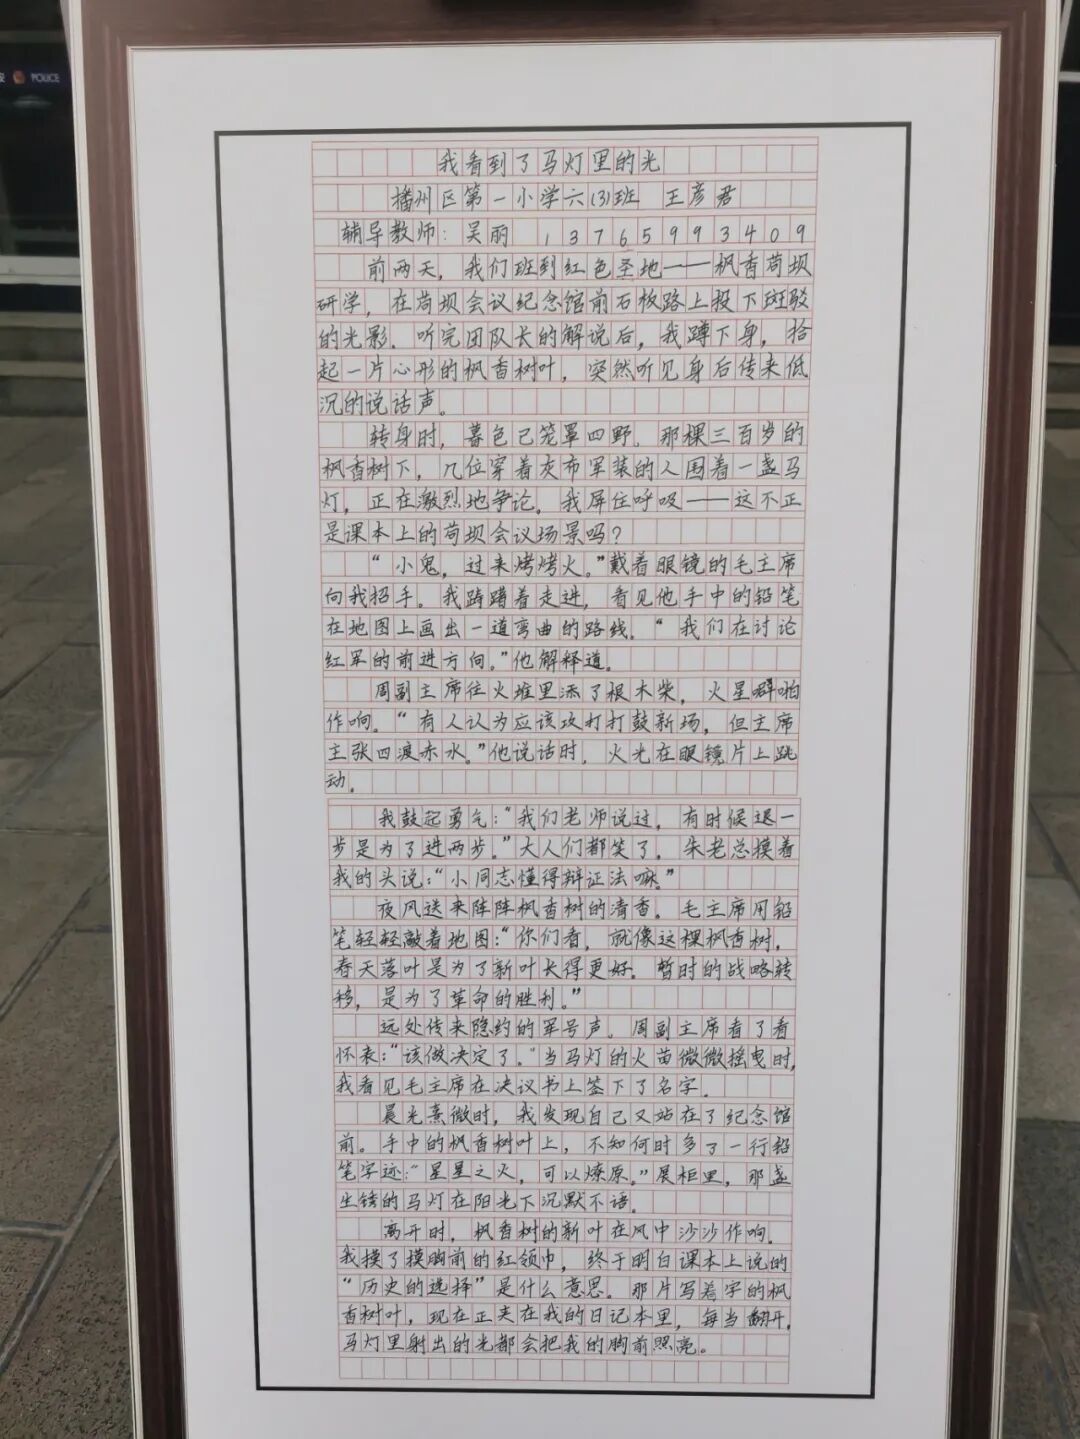 POLICE
我看到了马灯里的光
播州区第一小学六(3)班 王彦君
辅导教师:吴丽 13765993409
前两天，我们班到红色圣地——枫香苟坝
研学，在苟坝会议纪念馆前石板路上投下斑驳
的光影。听完团队长的解说后，我蹲下身，拾
起一片心形的枫香树叶，突然听见身后传来低
沉的说话声。
转身时，暮色已笼罩四野。那棵三百岁的
枫香树下，几位穿着灰布军装的人围着一盏马
灯，正在激烈地争论。我屏住呼吸——这不正
是课本上的苟坝会议场景吗？
“小鬼，过来烤烤火。”戴着眼镜的毛主席
向我招手。我踌躇着走进，看见他手中的铅笔
在地图上画出一道弯曲的路线。“我们在讨论
红军的前进方向。”他解释道。
周副主席往火堆里添了根木柴，火星噼啪
作响。“有人认为应该攻打打鼓新场，但主席
主张四渡赤水。”他说话时，火光在眼镜片上跳
动。
我鼓起勇气：“我们老师说过，有时候退一
步是为了进两步。”大人们都笑了。朱老总摸着
我的头说：“小同志懂得辩证法嘛。”
夜风送来阵阵枫香树的清香。毛主席用铅
笔轻轻敲着地图：“你们看，就像这棵枫香树，
春天落叶是为了新叶长得更好。暂时的战略转
移，是为了革命的胜利。”
远处传来隐约的军号声。周副主席看了看
怀表：“该做决定了。”当马灯的火苗微微摇曳时，
我看见毛主席在决议书上签下了名字。
晨光熹微时，我发现自己又站在了纪念馆
前。手中的枫香树叶上，不知何时多了一行铅
笔字迹：“星星之火，可以燎原。”展柜里，那盏
生锈的马灯在阳光下沉默不语。
离开时，枫香树的新叶在风中沙沙作响。
我摸了摸胸前的红领巾，终于明白课本上说的
“历史的选择”是什么意思。那片写着字的枫
香树叶，现在正夹在我的日记本里，每当翻开，
马灯里射出的光都会把我的胸前照亮。